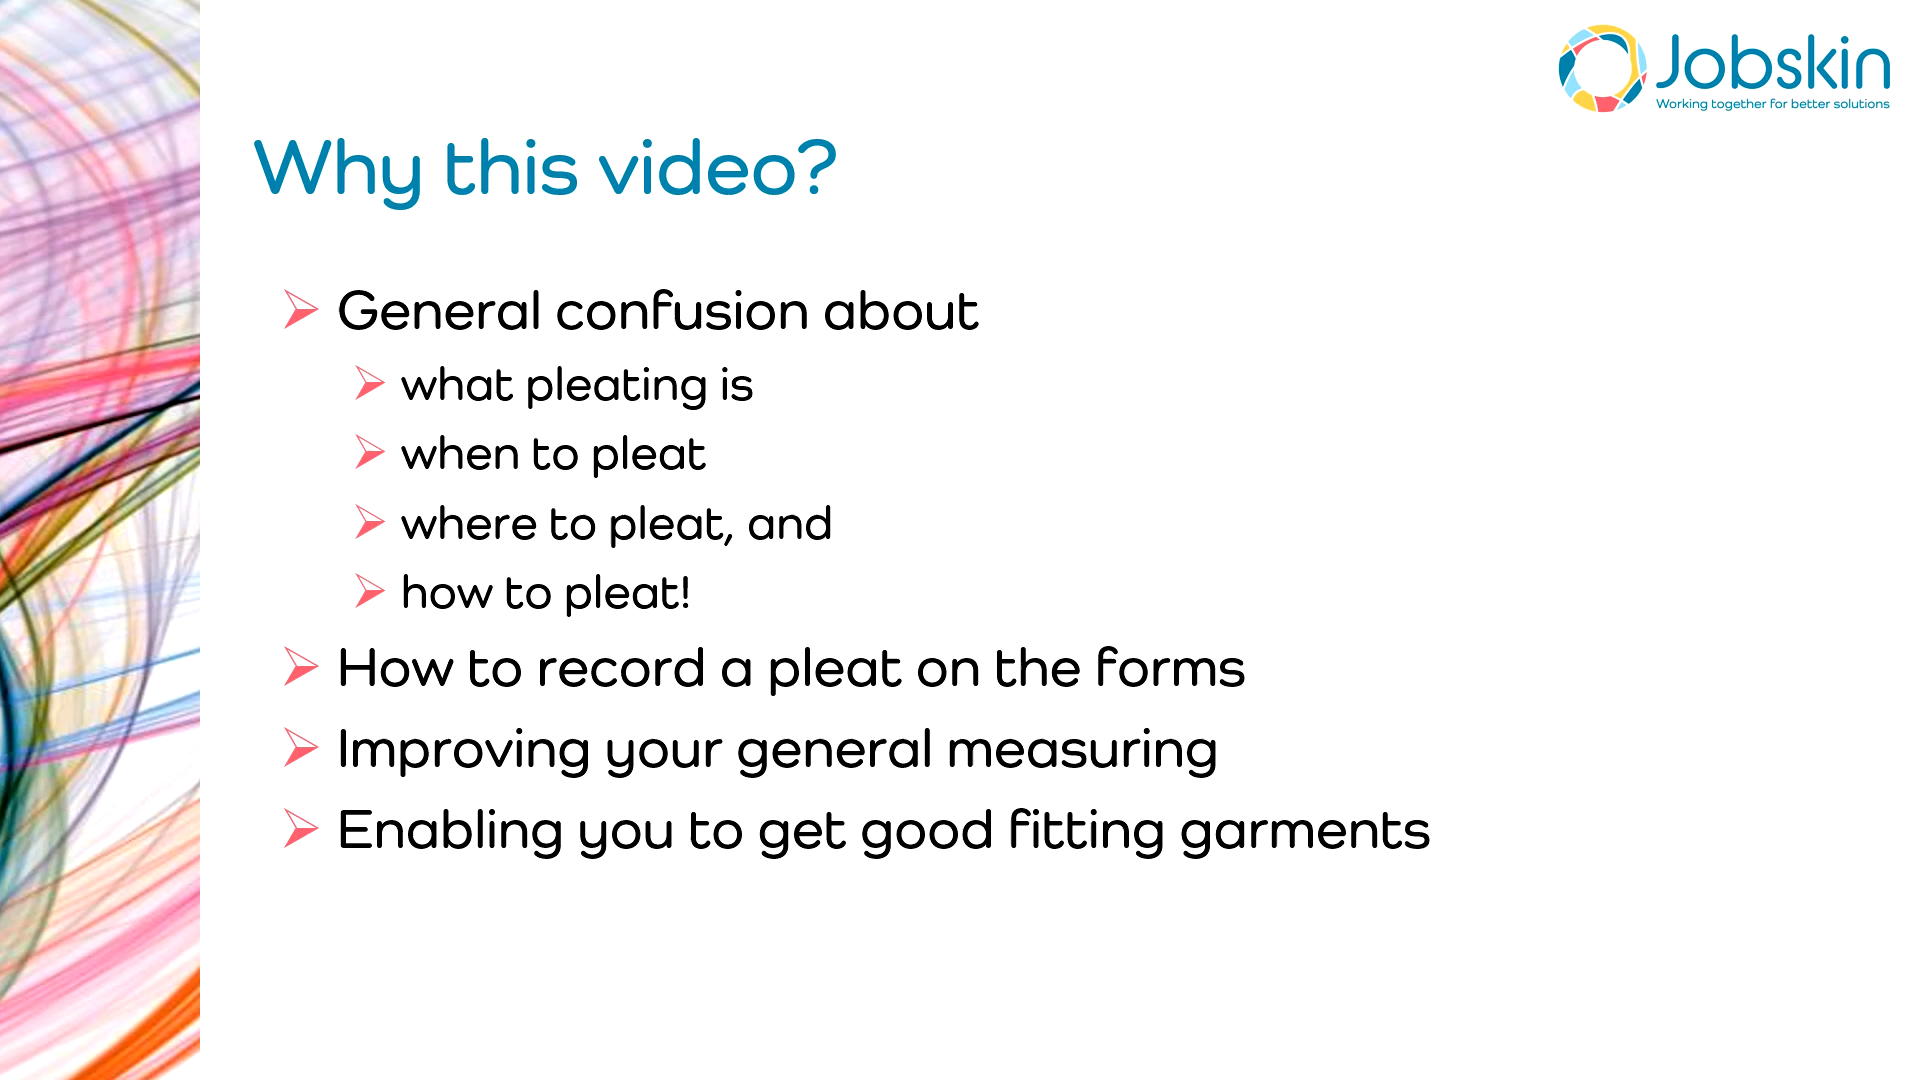 Jobskin
Working together for better solutions
Why this video?
General confusion about
what pleating is
when to pleat
where to pleat, and
how to pleat!
How to record a pleat on the forms
Improving your general measuring
Enabling you to get good fitting garments